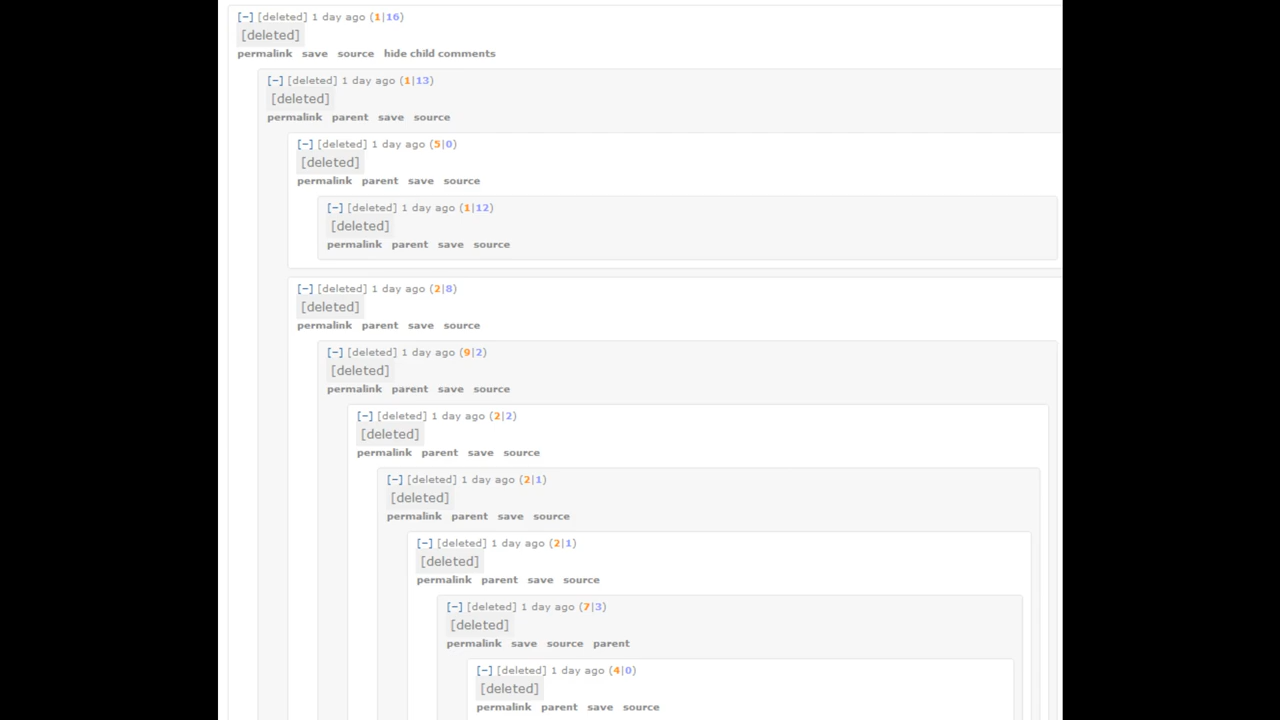 [−] [deleted] 1 day ago (1|16)
[deleted]
permalink save source hide child comments
[−] [deleted] 1 day ago (1|13)
[deleted]
permalink parent save source
[−] [deleted] 1 day ago (5|0)
[deleted]
permalink parent save source
[−] [deleted] 1 day ago (1|12)
[deleted]
permalink parent save source
[−] [deleted] 1 day ago (2|8)
[deleted]
permalink parent save source
[−] [deleted] 1 day ago (9|2)
[deleted]
permalink parent save source
[−] [deleted] 1 day ago (2|2)
[deleted]
permalink parent save source
[−] [deleted] 1 day ago (2|1)
[deleted]
permalink parent save source
[−] [deleted] 1 day ago (2|1)
[deleted]
permalink parent save source
[−] [deleted] 1 day ago (7|3)
[deleted]
permalink save source parent
[−] [deleted] 1 day ago (4|0)
[deleted]
permalink parent save source